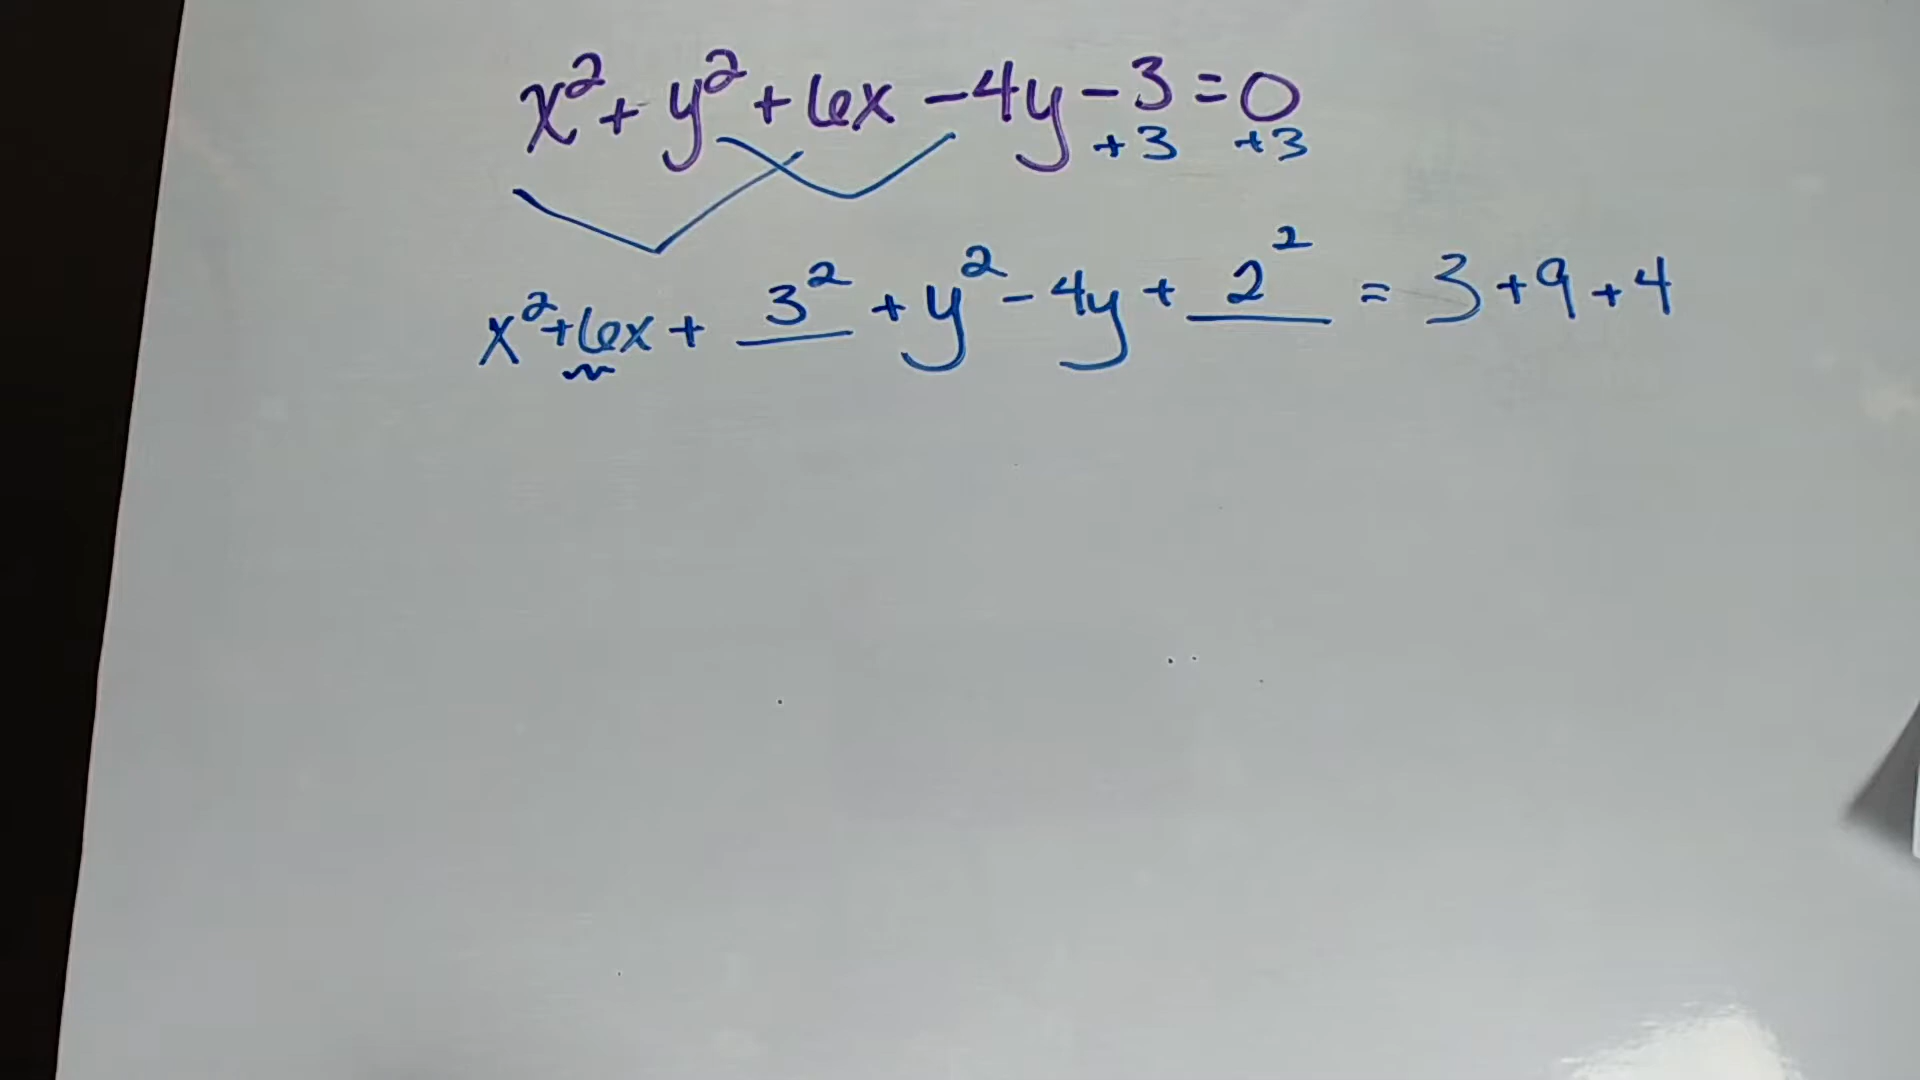 x² + y² + 6x - 4y - 3 = 0
+3 +3
x² + 6x + 3² + y² - 4y + 2² = 3 + 9 + 4